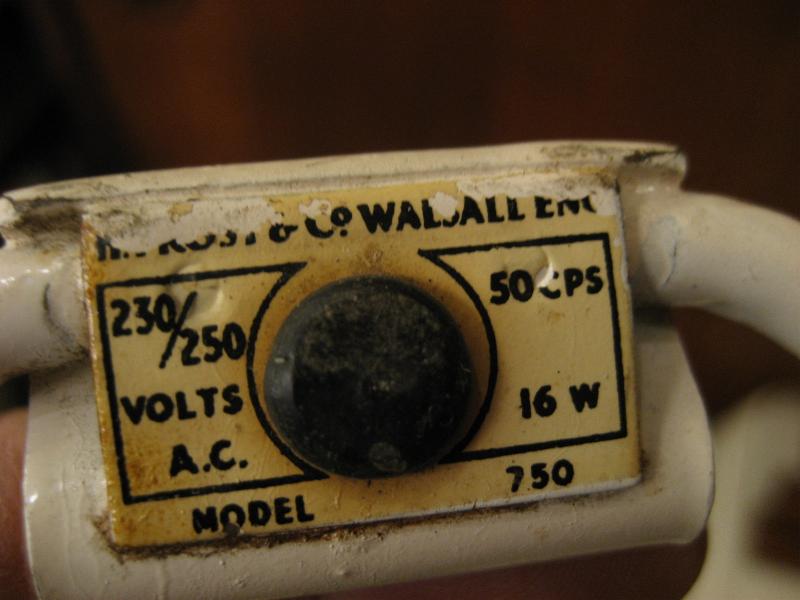 & Co WALSALL ENG
230/250
VOLTS
A.C.
50 CPS
16 W
MODEL 750